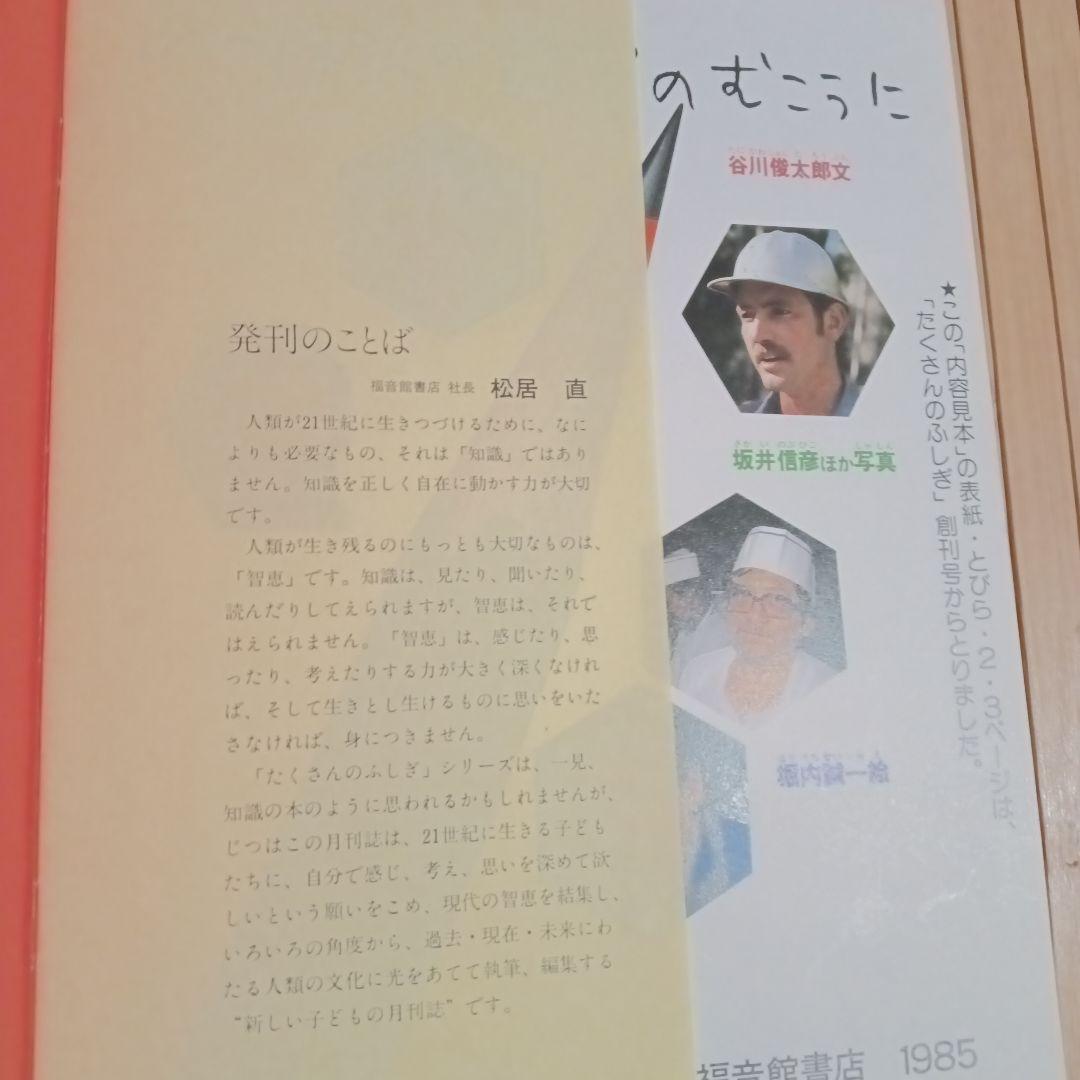 発刊のことば
福音館書店 社長 松居 直
人類が21世紀に生きつづけるために、なに
よりも必要なもの、それは「知識」ではあり
ません。知識を正しく自在に動かす力が大切
です。
人類が生き残るのにもっとも大切なものは、
「智恵」です。知識は、見たり、聞いたり、
読んだりしてえられますが、智恵は、それで
はえられません。「智恵」は、感じたり、思
ったり、考えたりする力が大きく深くなけれ
ば、そして生きとし生けるものに思いをいた
さなければ、身につきません。
「たくさんのふしぎ」シリーズは、一見、
知識の本のように思われるかもしれませんが、
じつはこの月刊誌は、21世紀に生きる子ども
たちに、自分で感じ、考え、思いを深めて欲
しいという願いをこめ、現代の智恵を結集し、
いろいろの角度から、過去・現在・未来にわ
たる人類の文化に光をあてて執筆、編集する
“新しい子どもの月刊誌”です。
のむこうに
谷川俊太郎文
さかい のぶひこ しゃしん
坂井信彦ほか写真
堀内誠一絵
★この「内容見本」の表紙・とびら・2・3ページは、
「たくさんのふしぎ」創刊号からとりました。
福音館書店 1985